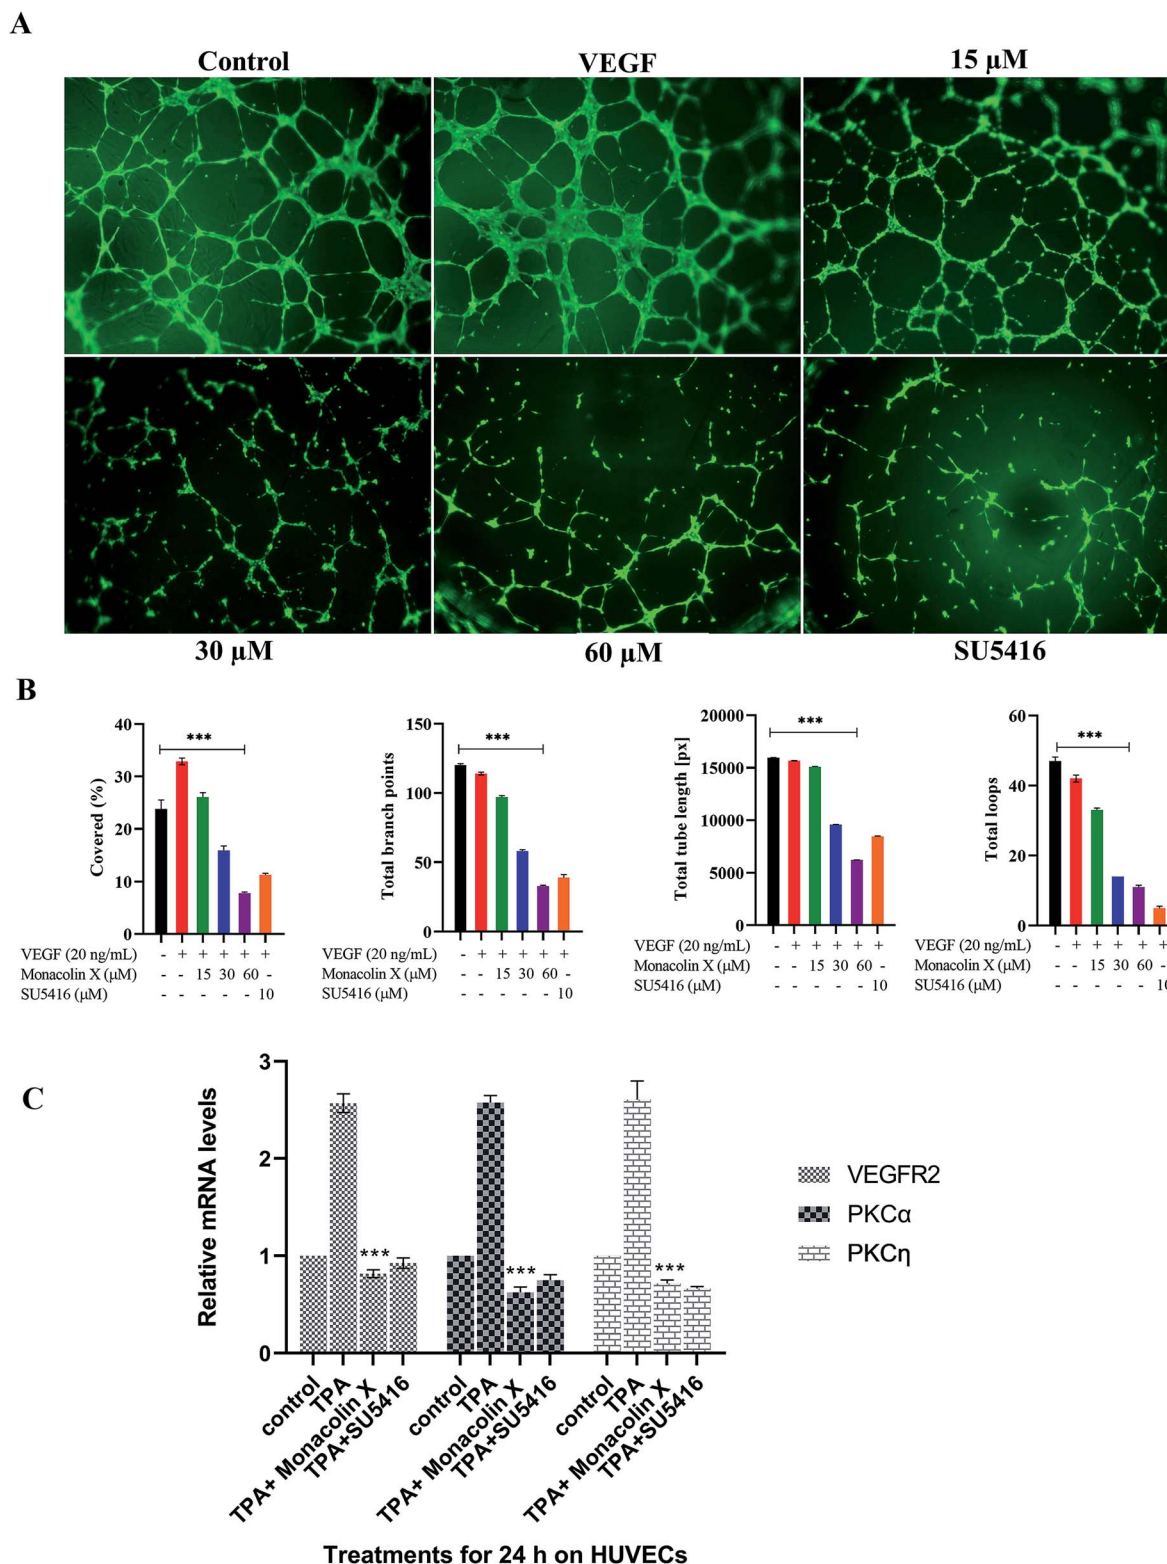 A
Control VEGF 15 µM
30 µM 60 µM SU5416
B
40
30
20
10
0
Covered (%)
***
VEGF (20 ng/mL) - + + + + +
Monacolin X (µM) - - 15 30 60 -
SU5416 (µM) - - - - - 10
150
100
50
0
Total branch points
***
VEGF (20 ng/mL) - + + + + +
Monacolin X (µM) - - 15 30 60 -
SU5416 (µM) - - - - - 10
20000
15000
10000
5000
0
Total tube length [px]
***
VEGF (20 ng/mL) - + + + + +
Monacolin X (µM) - - 15 30 60 -
SU5416 (µM) - - - - - 10
60
40
20
0
Total loops
***
VEGF (20 ng/mL) - + + + + +
Monacolin X (µM) - - 15 30 60 -
SU5416 (µM) - - - - - 10
C
3
2
1
0
Relative mRNA levels
*** *** ***
VEGFR2
PKCα
PKCη
control TPA TPA+ Monacolin X TPA+SU5416 control TPA TPA+ Monacolin X TPA+SU5416 control TPA TPA+ Monacolin X TPA+SU5416
Treatments for 24 h on HUVECs